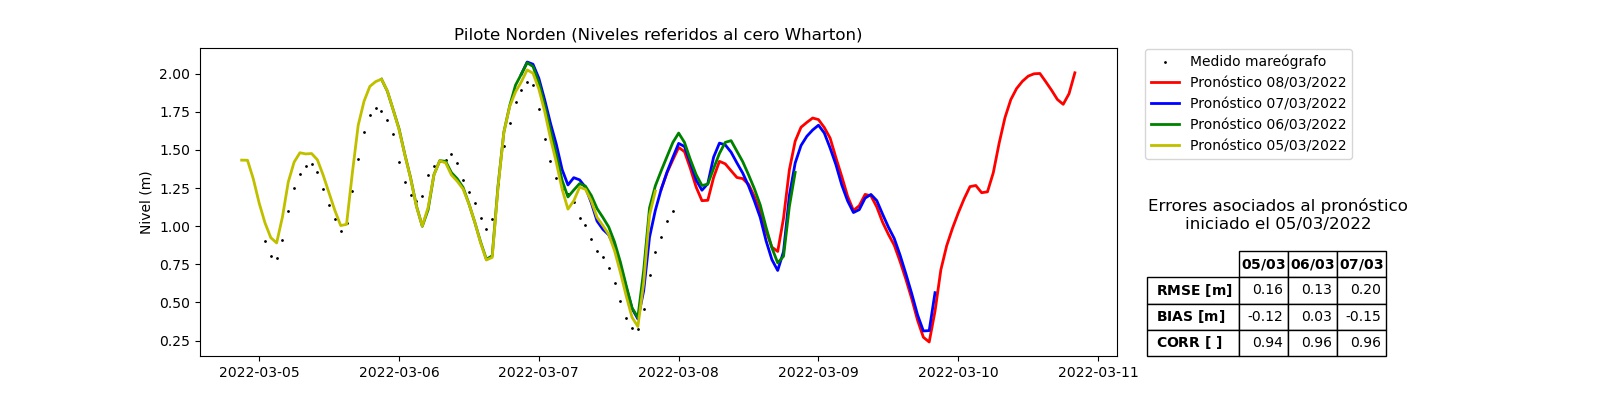 Pilote Norden (Niveles referidos al cero Wharton)
Nivel (m)
2.00
1.75
1.50
1.25
1.00
0.75
0.50
0.25
2022-03-05 2022-03-06 2022-03-07 2022-03-08 2022-03-09 2022-03-10 2022-03-11
Medido mareógrafo
Pronóstico 08/03/2022
Pronóstico 07/03/2022
Pronóstico 06/03/2022
Pronóstico 05/03/2022
Errores asociados al pronóstico
iniciado el 05/03/2022
05/03 06/03 07/03
RMSE [m] 0.16 0.13 0.20
BIAS [m] -0.12 0.03 -0.15
CORR [ ] 0.94 0.96 0.96